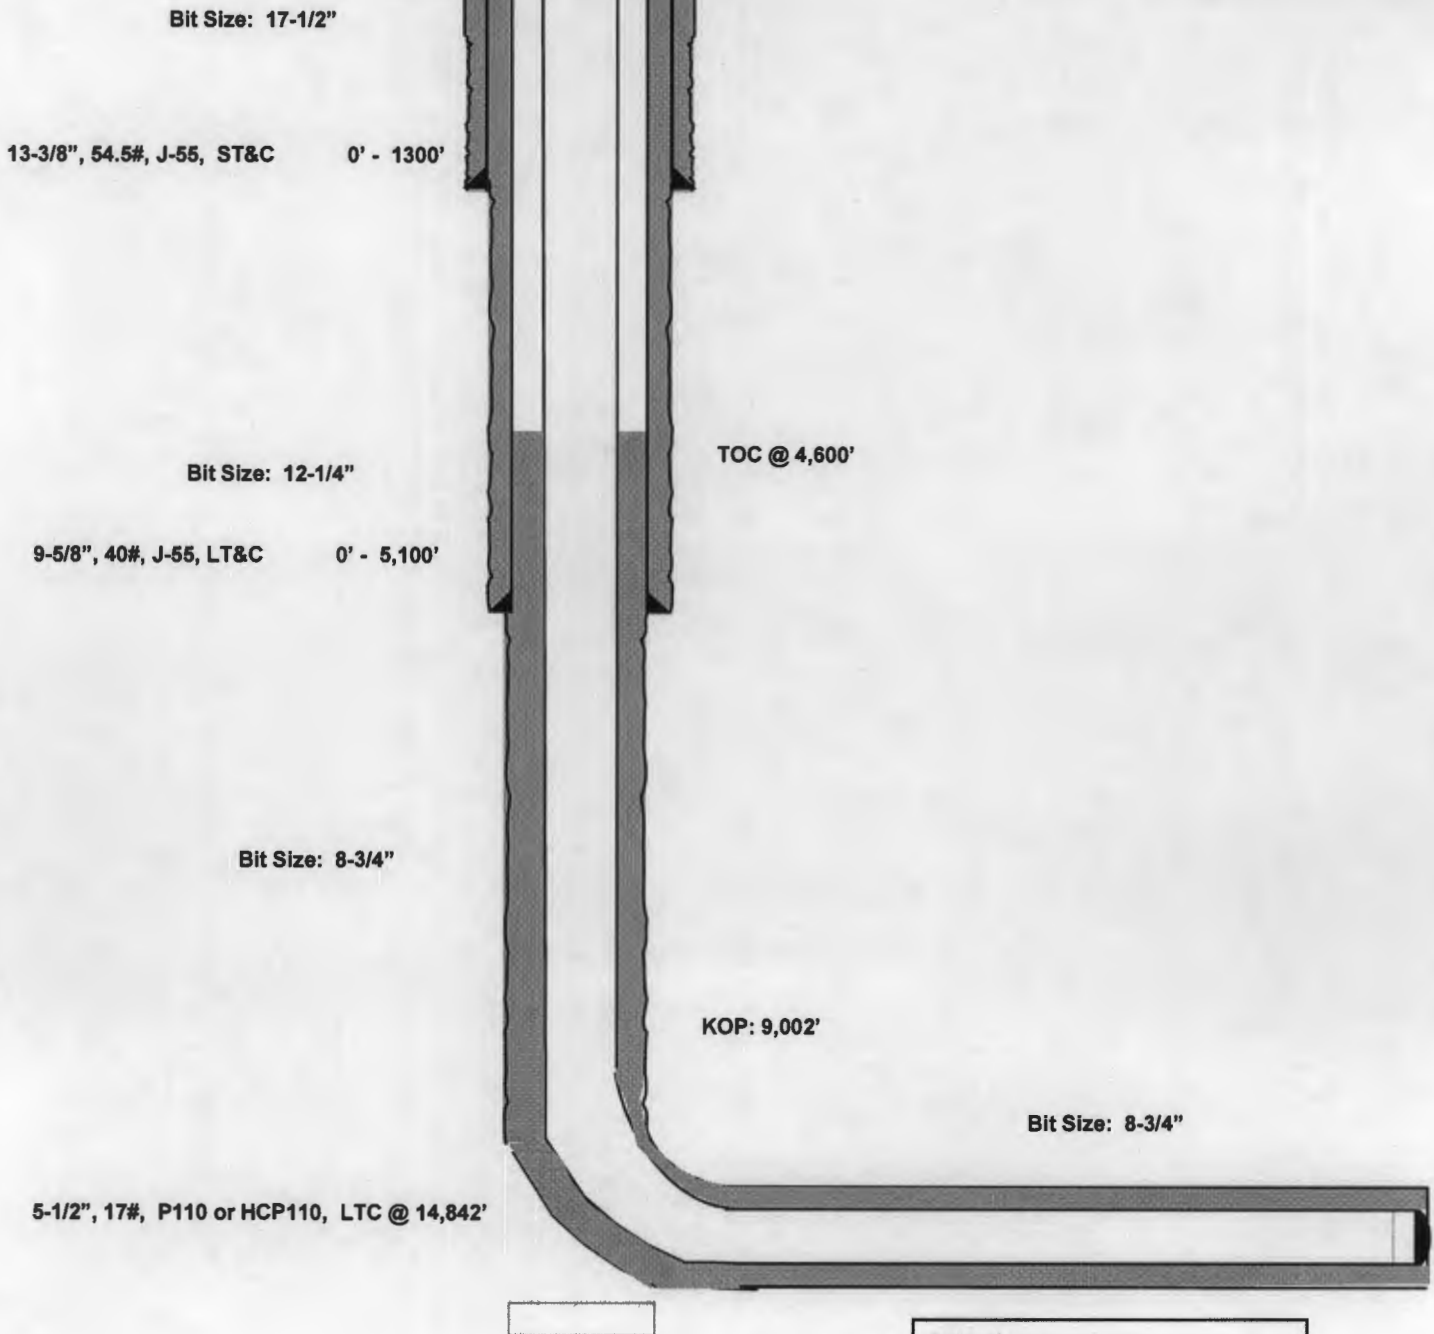 Bit Size: 17-1/2”
13-3/8”, 54.5#, J-55, ST&C 0’ - 1300’
TOC @ 4,600’
Bit Size: 12-1/4”
9-5/8”, 40#, J-55, LT&C 0’ - 5,100’
Bit Size: 8-3/4”
KOP: 9,002’
Bit Size: 8-3/4”
5-1/2”, 17#, P110 or HCP110, LTC @ 14,842’